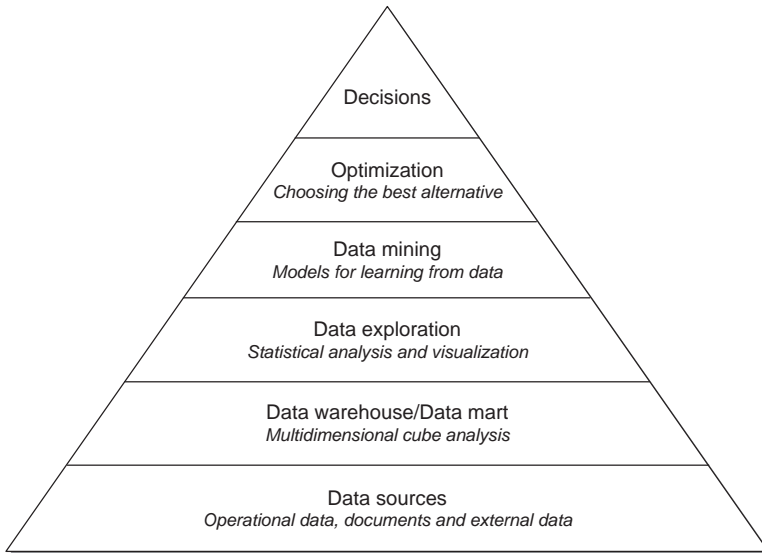 Decisions
Optimization
Choosing the best alternative
Data mining
Models for learning from data
Data exploration
Statistical analysis and visualization
Data warehouse/Data mart
Multidimensional cube analysis
Data sources
Operational data, documents and external data